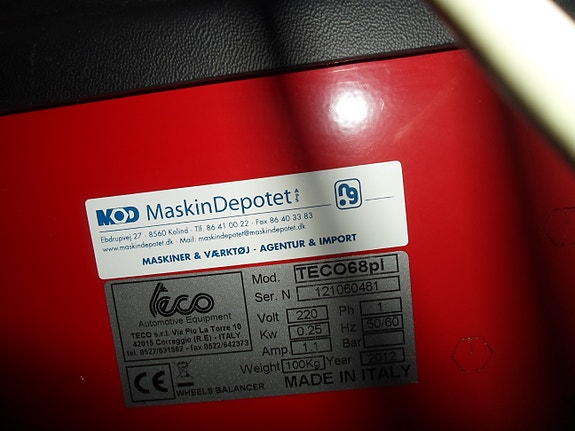 MDD MaskinDepotet APS
Ebdrupvej 27 · 8560 Kolind · Tlf. 86 41 00 22 · Fax 86 40 33 83
www.maskindepotet.dk · Mail: maskindepotet@maskindepotet.dk
MASKINER & VÆRKTØJ - AGENTUR & IMPORT
teco
Automotive Equipment
TECO s.r.l. Via Pio La Torre 10
42015 Correggio (R.E) - ITALY
tel. 0522/631562 - fax 0522/642373
CE
WHEELS BALANCER
Mod. TECO68pl
Ser. N 121060481
Volt 220 Ph 1
Kw 0.25 Hz 50/60
Amp 1.1 Bar
Weight 100Kg Year 2012
MADE IN ITALY